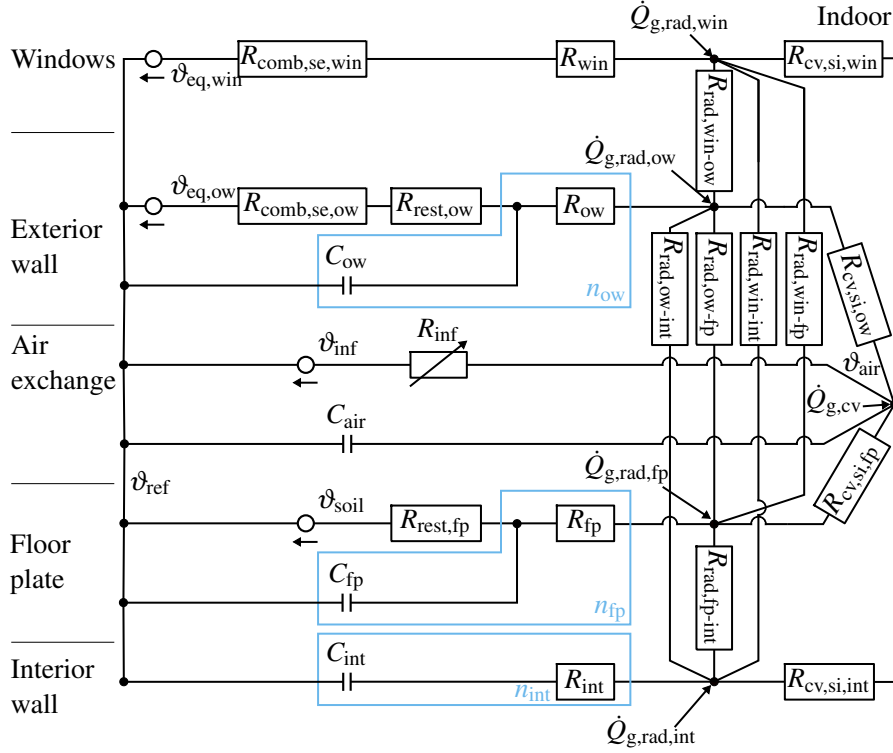 Q̇g,rad,win
Indoor
Windows
ϑeq,win
Rcomb,se,win
Rwin
Rcv,si,win
Rrad,win-ow
Q̇g,rad,ow
ϑeq,ow
Rcomb,se,ow
Rrest,ow
Row
Exterior
wall
Cow
now
Rrad,ow-int
Rrad,ow-fp
Rrad,win-int
Rrad,win-fp
Rcv,si,ow
Air
exchange
ϑinf
Rinf
ϑair
Q̇g,cv
Cair
ϑref
Q̇g,rad,fp
Rcv,si,fp
ϑsoil
Rrest,fp
Rfp
Floor
plate
Cfp
nfp
Rrad,fp-int
Interior
wall
Cint
nint
Rint
Rcv,si,int
Q̇g,rad,int